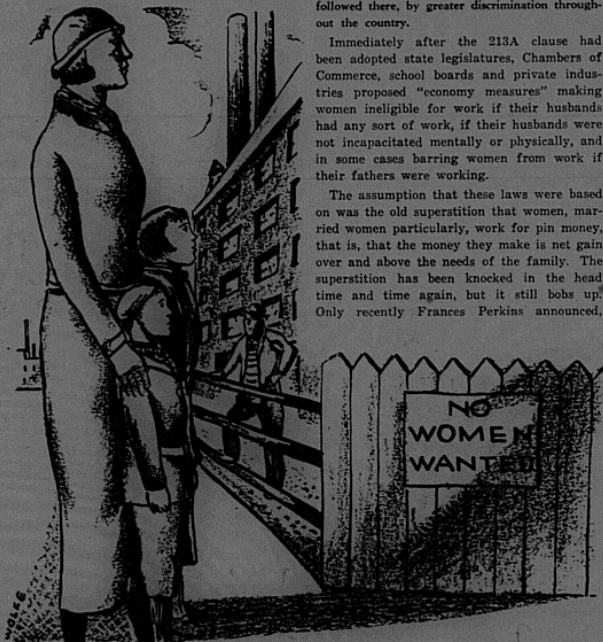 followed there, by greater discrimination through-
out the country.
Immediately after the 213A clause had
been adopted state legislatures, Chambers of
Commerce, school boards and private indus-
tries proposed “economy measures” making
women ineligible for work if their husbands
had any sort of work, if their husbands were
not incapacitated mentally or physically, and
in some cases barring women from work if
their fathers were working.
The assumption that these laws were based
on was the old superstition that women, mar-
ried women particularly, work for pin money,
that is, that the money they make is net gain
over and above the needs of the family. The
superstition has been knocked in the head
time and time again, but it still bobs up.
Only recently Frances Perkins announced,
NO
WOMEN
WANTED